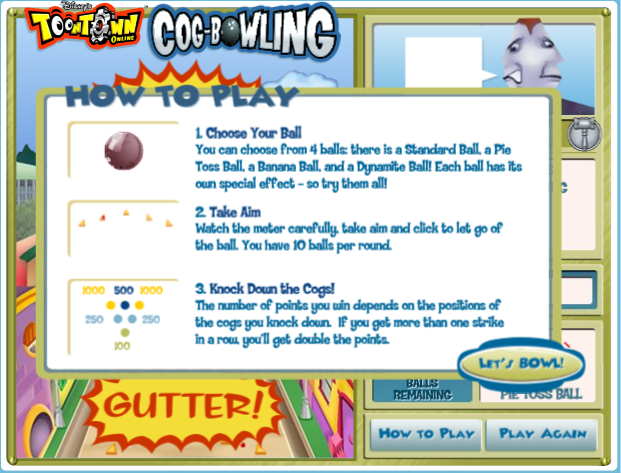 Disney's
TOONTOWN
ONLINE
COG-BOWLING
HOW TO PLAY
1. Choose Your Ball
You can choose from 4 balls: there is a Standard Ball, a Pie
Toss Ball, a Banana Ball, and a Dynamite Ball! Each ball has its
own special effect - so try them all!
2. Take Aim
Watch the meter carefully, take aim and click to let go of
the ball. You have 10 balls per round.
1000 500 1000
250 250
100
3. Knock Down the Cogs!
The number of points you win depends on the positions of
the cogs you knock down. If you get more than one strike
in a row, you'll get double the points.
LET'S BOWL!
GUTTER!
BALLS
REMAINING
PIE TOSS BALL
HOW TO PLAY
PLAY AGAIN